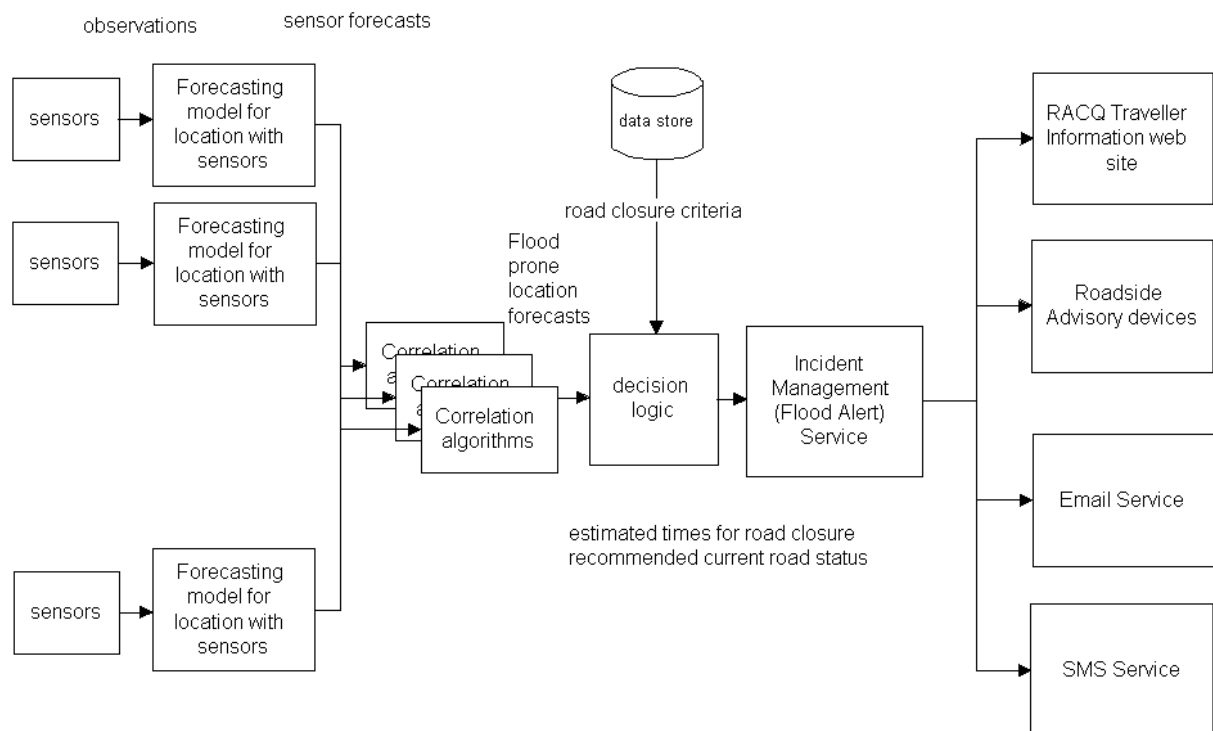 observations
sensor forecasts
sensors
Forecasting
model for
location with
sensors
sensors
Forecasting
model for
location with
sensors
sensors
Forecasting
model for
location with
sensors
Correlation
Correlation
Correlation
algorithms
Flood
prone
location
forecasts
data store
road closure criteria
decision
logic
Incident
Management
(Flood Alert)
Service
estimated times for road closure
recommended current road status
RACQ Traveller
Information web
site
Roadside
Advisory devices
Email Service
SMS Service